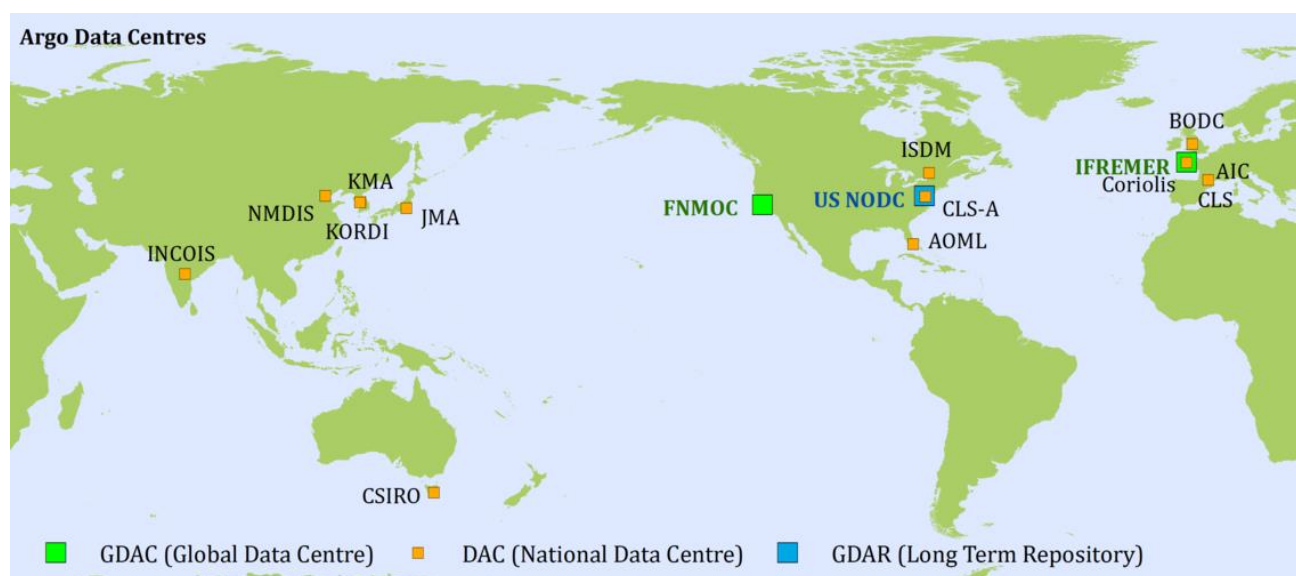 Argo Data Centres
BODC
ISDM
IFREMER
AIC
Coriolis
CLS
KMA
NMDIS
JMA
KORDI
FNMOC
US NODC
CLS-A
AOML
INCOIS
CSIRO
GDAC (Global Data Centre)
DAC (National Data Centre)
GDAR (Long Term Repository)